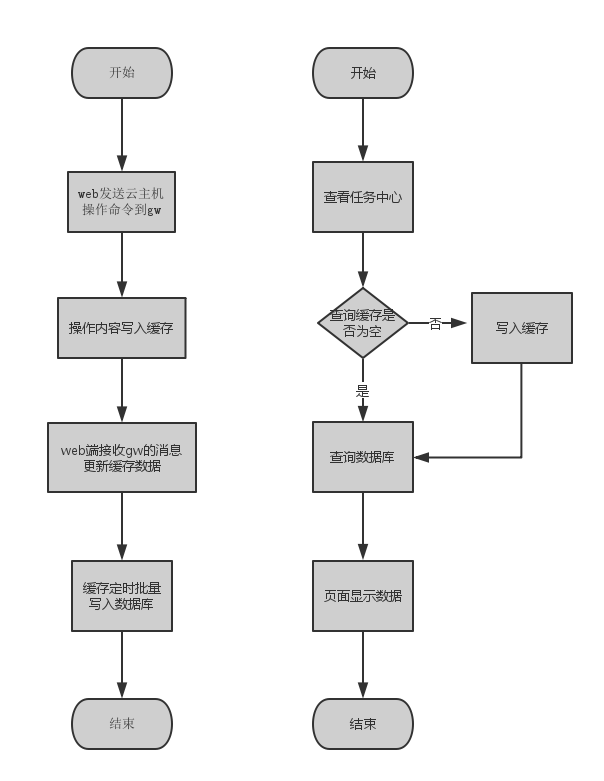 开始
web发送云主机
操作命令到gw
操作内容写入缓存
web端接收gw的消息
更新缓存数据
缓存定时批量
写入数据库
结束
开始
查看任务中心
查询缓存是
否为空
否
写入缓存
是
查询数据库
页面显示数据
结束